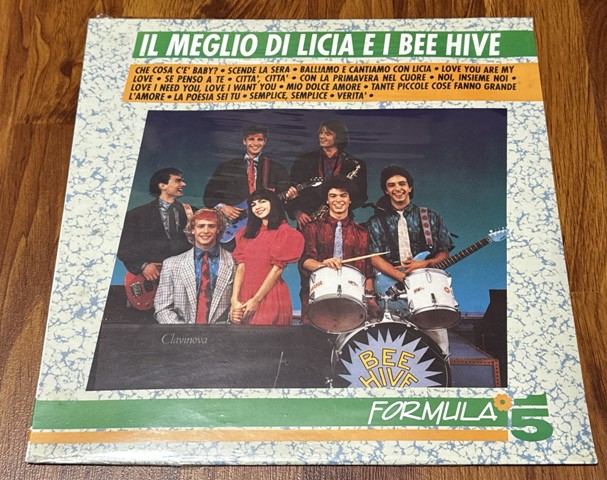 IL MEGLIO DI LICIA E I BEE HIVE
CHE COSA C'E' BABY? • SCENDE LA SERA • BALLIAMO E CANTIAMO CON LICIA • LOVE YOU ARE MY
LOVE • SE PENSO A TE • CITTA', CITTA' • CON LA PRIMAVERA NEL CUORE • NOI, INSIEME NOI •
LOVE I NEED YOU, LOVE I WANT YOU • MIO DOLCE AMORE • TANTE PICCOLE COSE FANNO GRANDE
L'AMORE • LA POESIA SEI TU • SEMPLICE, SEMPLICE • VERITA' •
Clavinova
BEE
HIVE
FORMULA 5